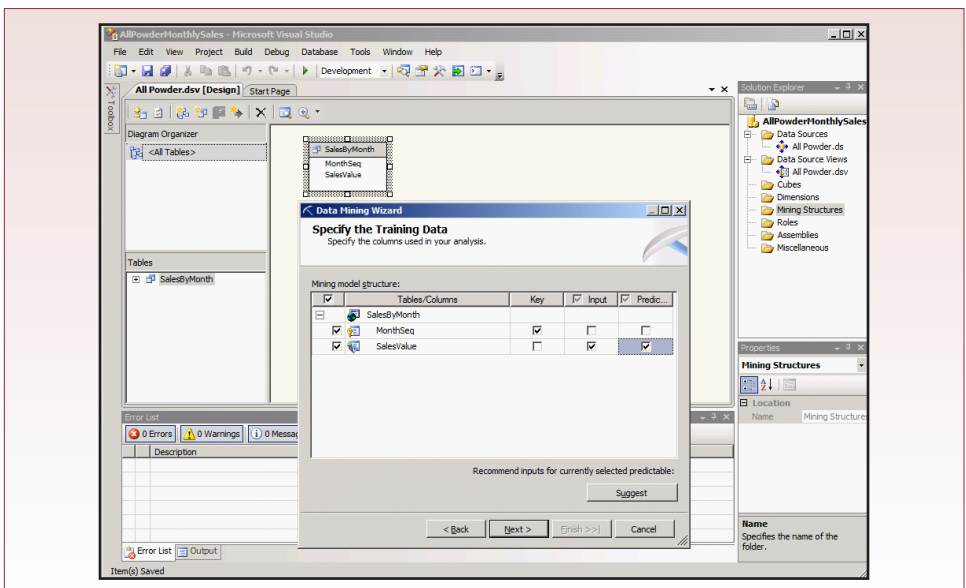 AllPowderMonthlySales - Microsoft Visual Studio
File Edit View Project Build Debug Database Tools Window Help
Development
All Powder.dsv [Design] Start Page
Toolbox
Diagram Organizer
<All Tables>
Tables
SalesByMonth
SalesByMonth
MonthSeq
SalesValue
Data Mining Wizard
Specify the Training Data
Specify the columns used in your analysis.
Mining model structure:
Tables/Columns Key Input Predic...
SalesByMonth
MonthSeq
SalesValue
Recommend inputs for currently selected predictable:
Suggest
< Back Next > Finish >>| Cancel
Solution Explorer
AllPowderMonthlySales
Data Sources
All Powder.ds
Data Source Views
All Powder.dsv
Cubes
Dimensions
Mining Structures
Roles
Assemblies
Miscellaneous
Properties
Mining Structures
Location
Name Mining Structures
Name
Specifies the name of the
folder.
Error List
0 Errors 0 Warnings 0 Messag
Description
Error List Output
Item(s) Saved